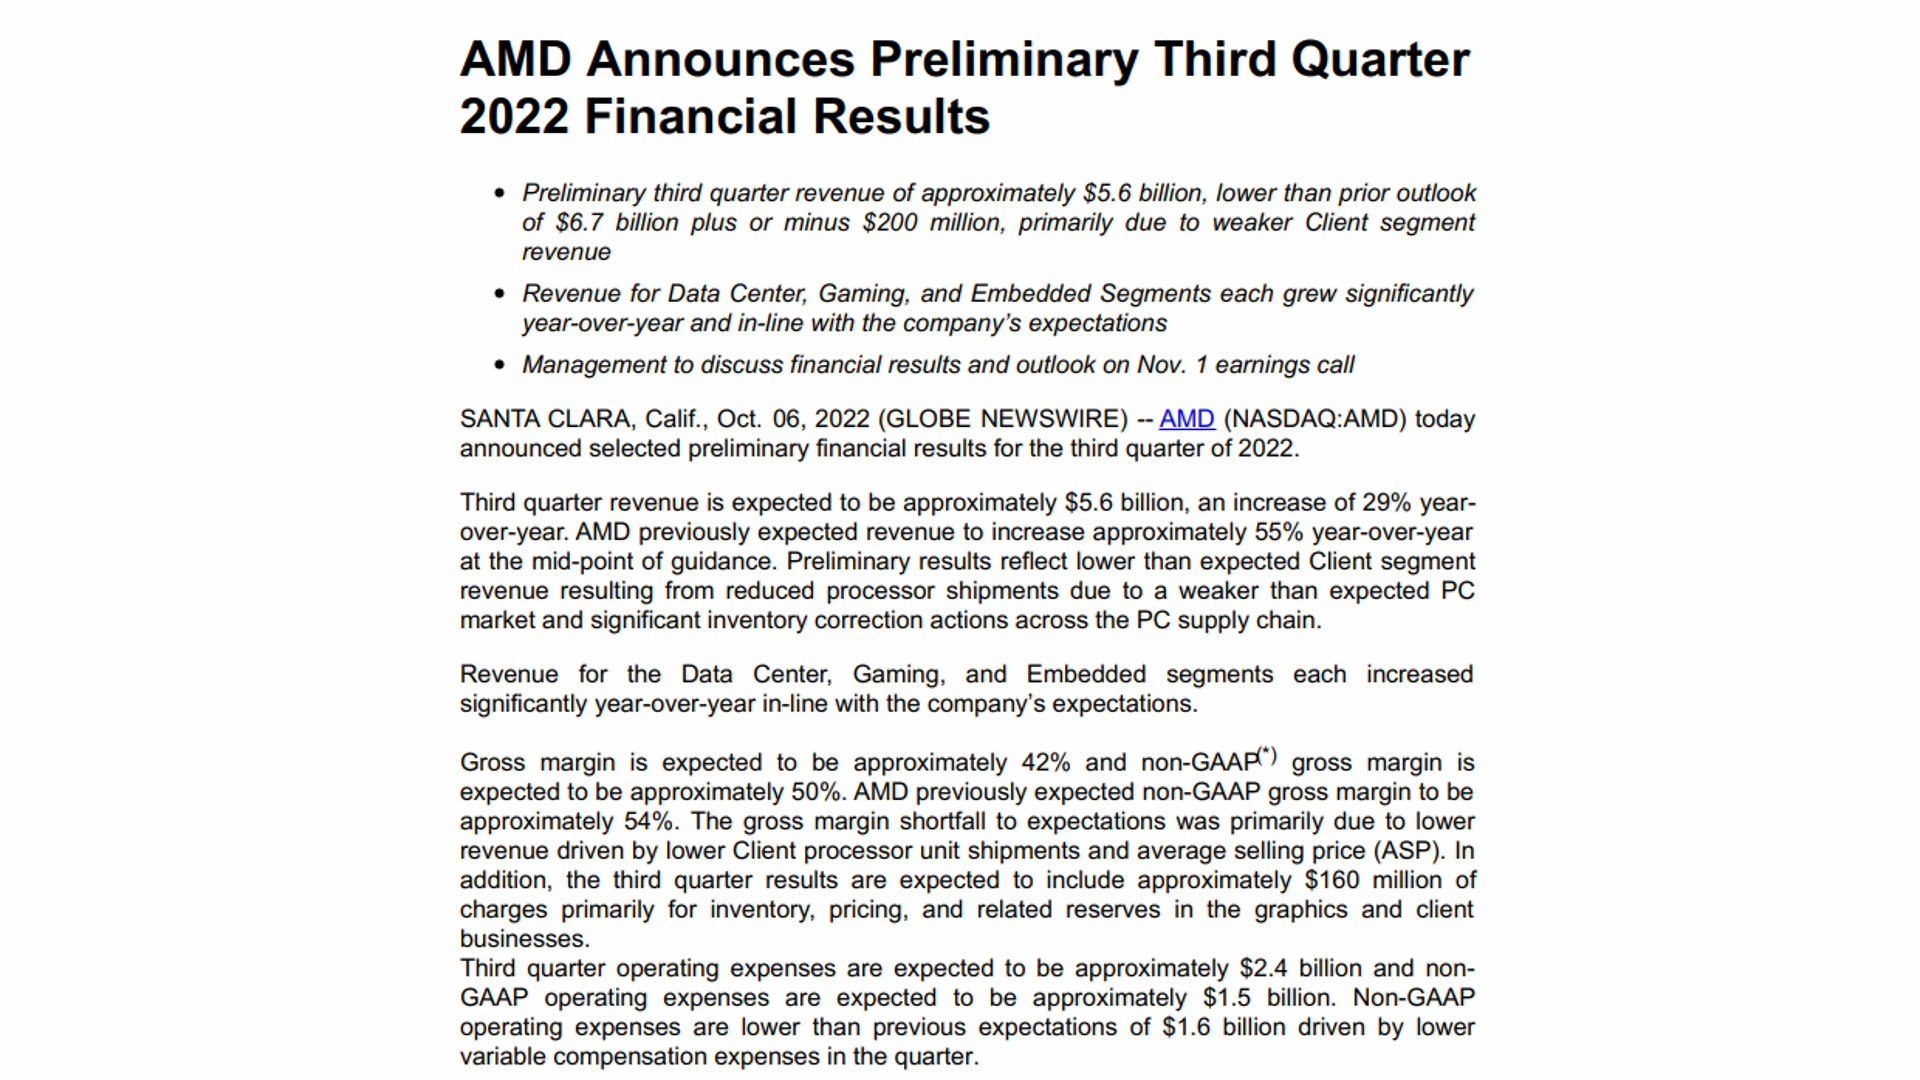 AMD Announces Preliminary Third Quarter
2022 Financial Results
• Preliminary third quarter revenue of approximately $5.6 billion, lower than prior outlook
of $6.7 billion plus or minus $200 million, primarily due to weaker Client segment
revenue
• Revenue for Data Center, Gaming, and Embedded Segments each grew significantly
year-over-year and in-line with the company’s expectations
• Management to discuss financial results and outlook on Nov. 1 earnings call
SANTA CLARA, Calif., Oct. 06, 2022 (GLOBE NEWSWIRE) -- AMD (NASDAQ:AMD) today
announced selected preliminary financial results for the third quarter of 2022.
Third quarter revenue is expected to be approximately $5.6 billion, an increase of 29% year-
over-year. AMD previously expected revenue to increase approximately 55% year-over-year
at the mid-point of guidance. Preliminary results reflect lower than expected Client segment
revenue resulting from reduced processor shipments due to a weaker than expected PC
market and significant inventory correction actions across the PC supply chain.
Revenue for the Data Center, Gaming, and Embedded segments each increased
significantly year-over-year in-line with the company’s expectations.
Gross margin is expected to be approximately 42% and non-GAAP(*) gross margin is
expected to be approximately 50%. AMD previously expected non-GAAP gross margin to be
approximately 54%. The gross margin shortfall to expectations was primarily due to lower
revenue driven by lower Client processor unit shipments and average selling price (ASP). In
addition, the third quarter results are expected to include approximately $160 million of
charges primarily for inventory, pricing, and related reserves in the graphics and client
businesses.
Third quarter operating expenses are expected to be approximately $2.4 billion and non-
GAAP operating expenses are expected to be approximately $1.5 billion. Non-GAAP
operating expenses are lower than previous expectations of $1.6 billion driven by lower
variable compensation expenses in the quarter.